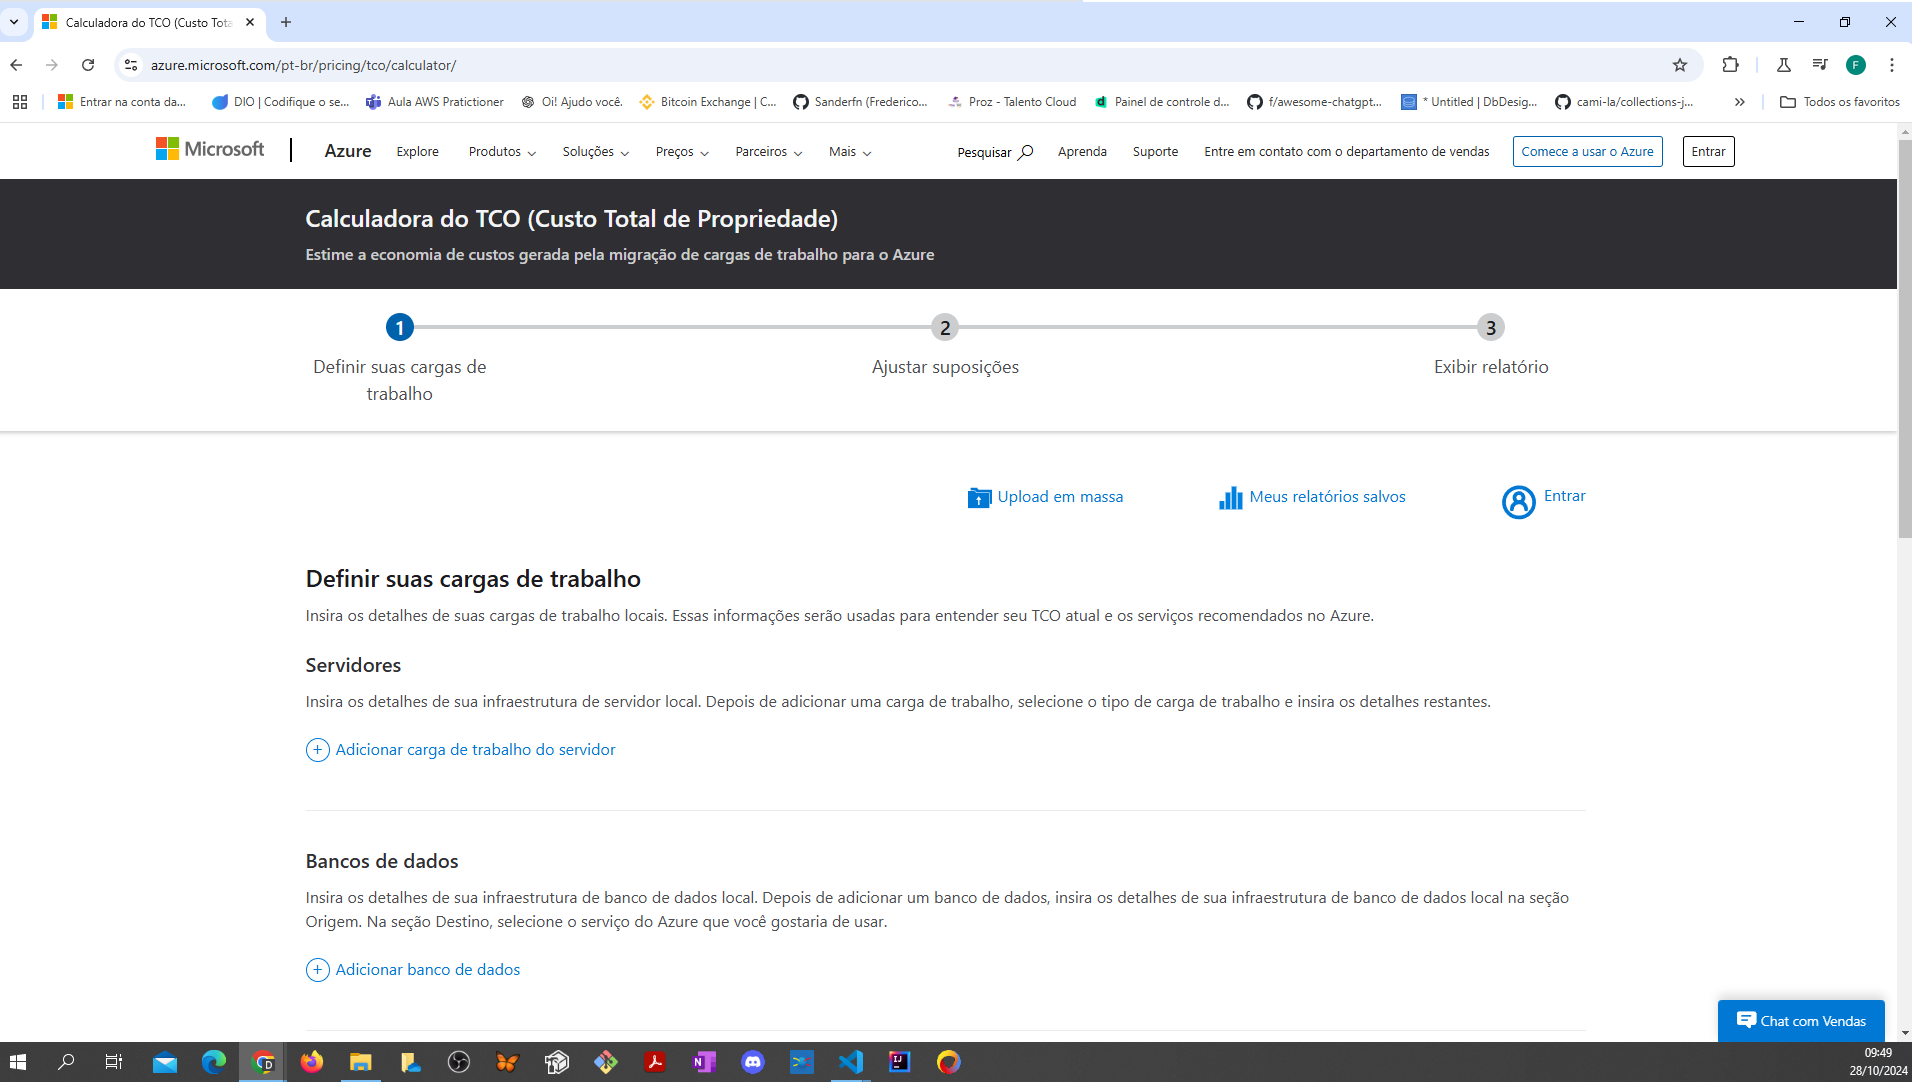 Calculadora do TCO (Custo Tota
azure.microsoft.com/pt-br/pricing/tco/calculator/
F
Entrar na conta da...
DIO | Codifique o se...
Aula AWS Pratictioner
Oi! Ajudo você.
Bitcoin Exchange | C...
Sanderfn (Frederico...
Proz - Talento Cloud
Painel de controle d...
f/awesome-chatgpt...
* Untitled | DbDesig...
cami-la/collections-j...
Todos os favoritos
Microsoft
Azure
Explore
Produtos
Soluções
Preços
Parceiros
Mais
Pesquisar
Aprenda
Suporte
Entre em contato com o departamento de vendas
Comece a usar o Azure
Entrar
Calculadora do TCO (Custo Total de Propriedade)
Estime a economia de custos gerada pela migração de cargas de trabalho para o Azure
1
2
3
Definir suas cargas de
trabalho
Ajustar suposições
Exibir relatório
Upload em massa
Meus relatórios salvos
Entrar
Definir suas cargas de trabalho
Insira os detalhes de suas cargas de trabalho locais. Essas informações serão usadas para entender seu TCO atual e os serviços recomendados no Azure.
Servidores
Insira os detalhes de sua infraestrutura de servidor local. Depois de adicionar uma carga de trabalho, selecione o tipo de carga de trabalho e insira os detalhes restantes.
Adicionar carga de trabalho do servidor
Bancos de dados
Insira os detalhes de sua infraestrutura de banco de dados local. Depois de adicionar um banco de dados, insira os detalhes de sua infraestrutura de banco de dados local na seção
Origem. Na seção Destino, selecione o serviço do Azure que você gostaria de usar.
Adicionar banco de dados
Chat com Vendas
09:49
28/10/2024